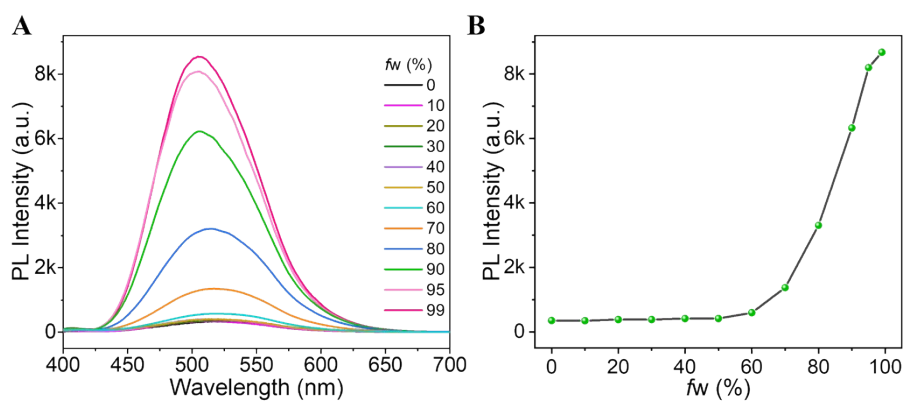 A
8k
6k
4k
2k
0
PL Intensity (a.u.)
400 450 500 550 600 650 700
Wavelength (nm)
fw (%)
0
10
20
30
40
50
60
70
80
90
95
99
B
8k
6k
4k
2k
0
PL Intensity (a.u.)
0 20 40 60 80 100
fw (%)